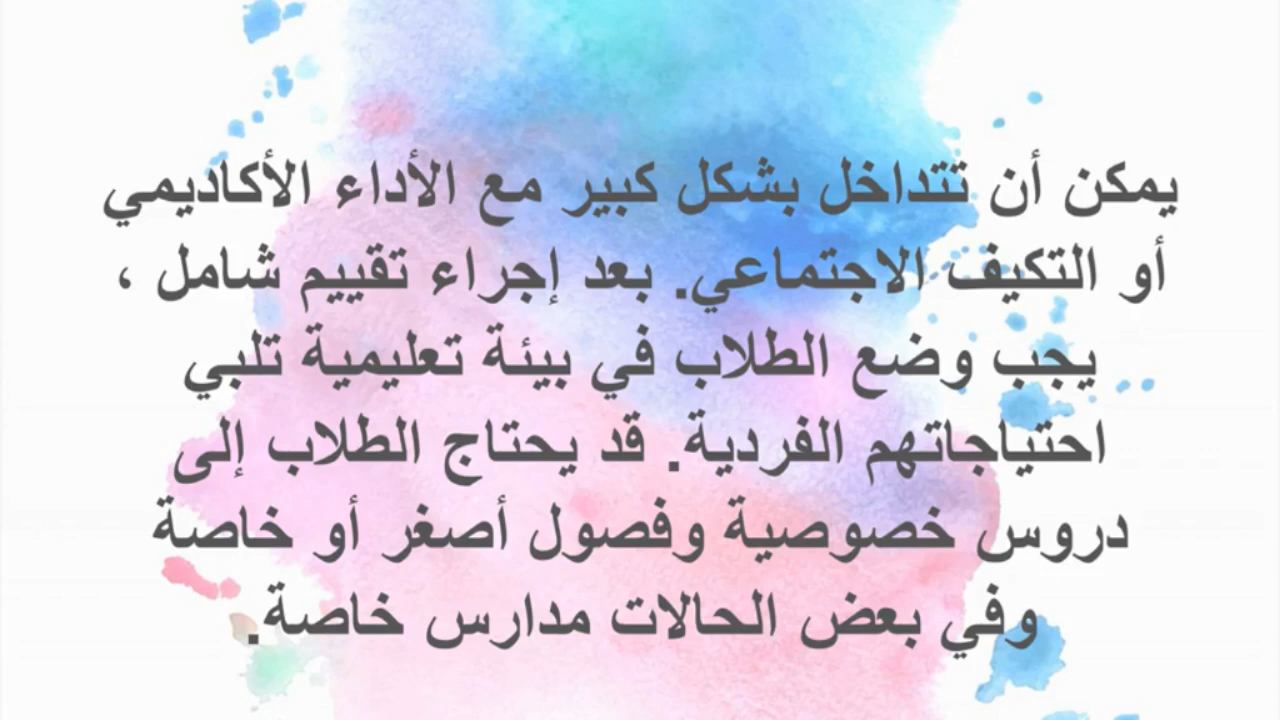 يمكن أن تتداخل بشكل كبير مع الأداء الأكاديمي
أو التكيف الاجتماعي. بعد إجراء تقييم شامل ،
يجب وضع الطلاب في بيئة تعليمية تلبي
احتياجاتهم الفردية. قد يحتاج الطلاب إلى
دروس خصوصية وفصول أصغر أو خاصة
وفي بعض الحالات مدارس خاصة.